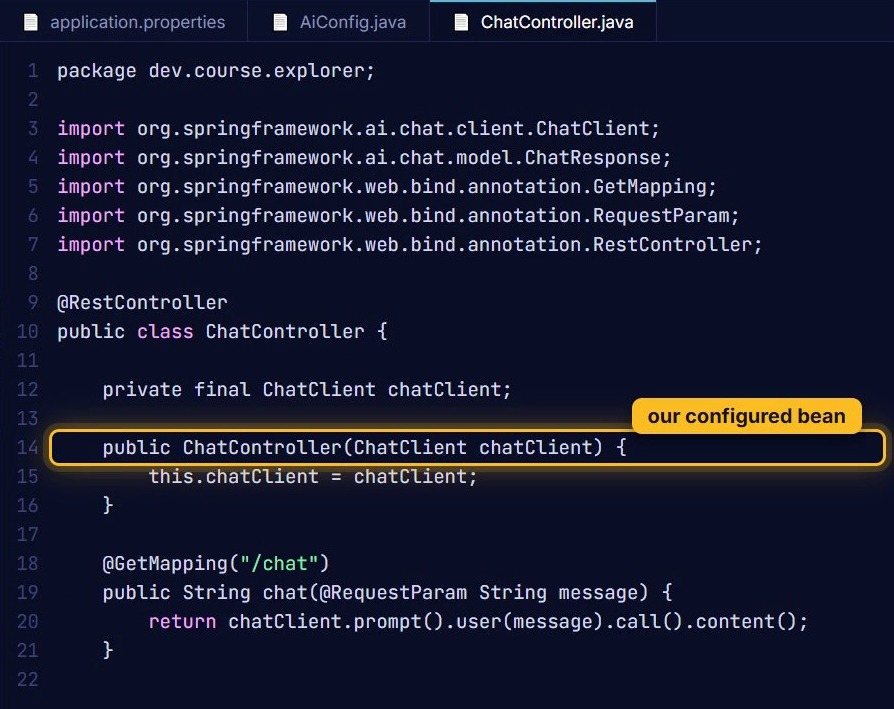 application.properties
AiConfig.java
ChatController.java
1 package dev.course.explorer;
2
3 import org.springframework.ai.chat.client.ChatClient;
4 import org.springframework.ai.chat.model.ChatResponse;
5 import org.springframework.web.bind.annotation.GetMapping;
6 import org.springframework.web.bind.annotation.RequestParam;
7 import org.springframework.web.bind.annotation.RestController;
8
9 @RestController
10 public class ChatController {
11
12     private final ChatClient chatClient;
our configured bean
13
14     public ChatController(ChatClient chatClient) {
15         this.chatClient = chatClient;
16     }
17
18     @GetMapping("/chat")
19     public String chat(@RequestParam String message) {
20         return chatClient.prompt().user(message).call().content();
21     }
22